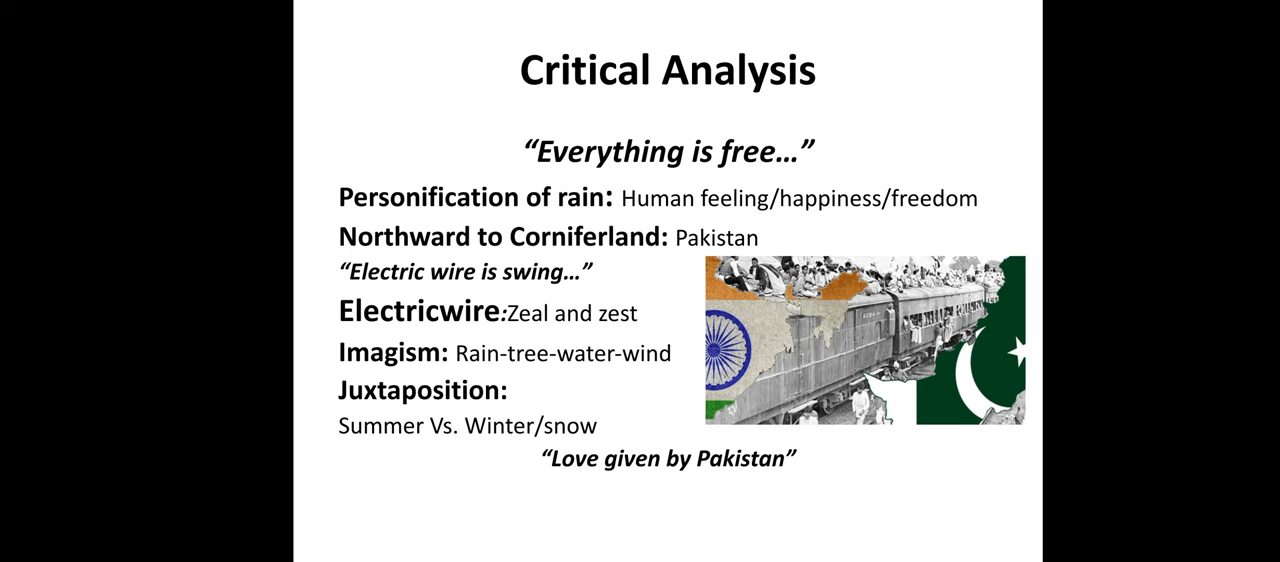 Critical Analysis
“Everything is free…”
Personification of rain: Human feeling/happiness/freedom
Northward to Corniferland: Pakistan
“Electric wire is swing…”
Electricwire:Zeal and zest
Imagism: Rain-tree-water-wind
Juxtaposition:
Summer Vs. Winter/snow
“Love given by Pakistan”